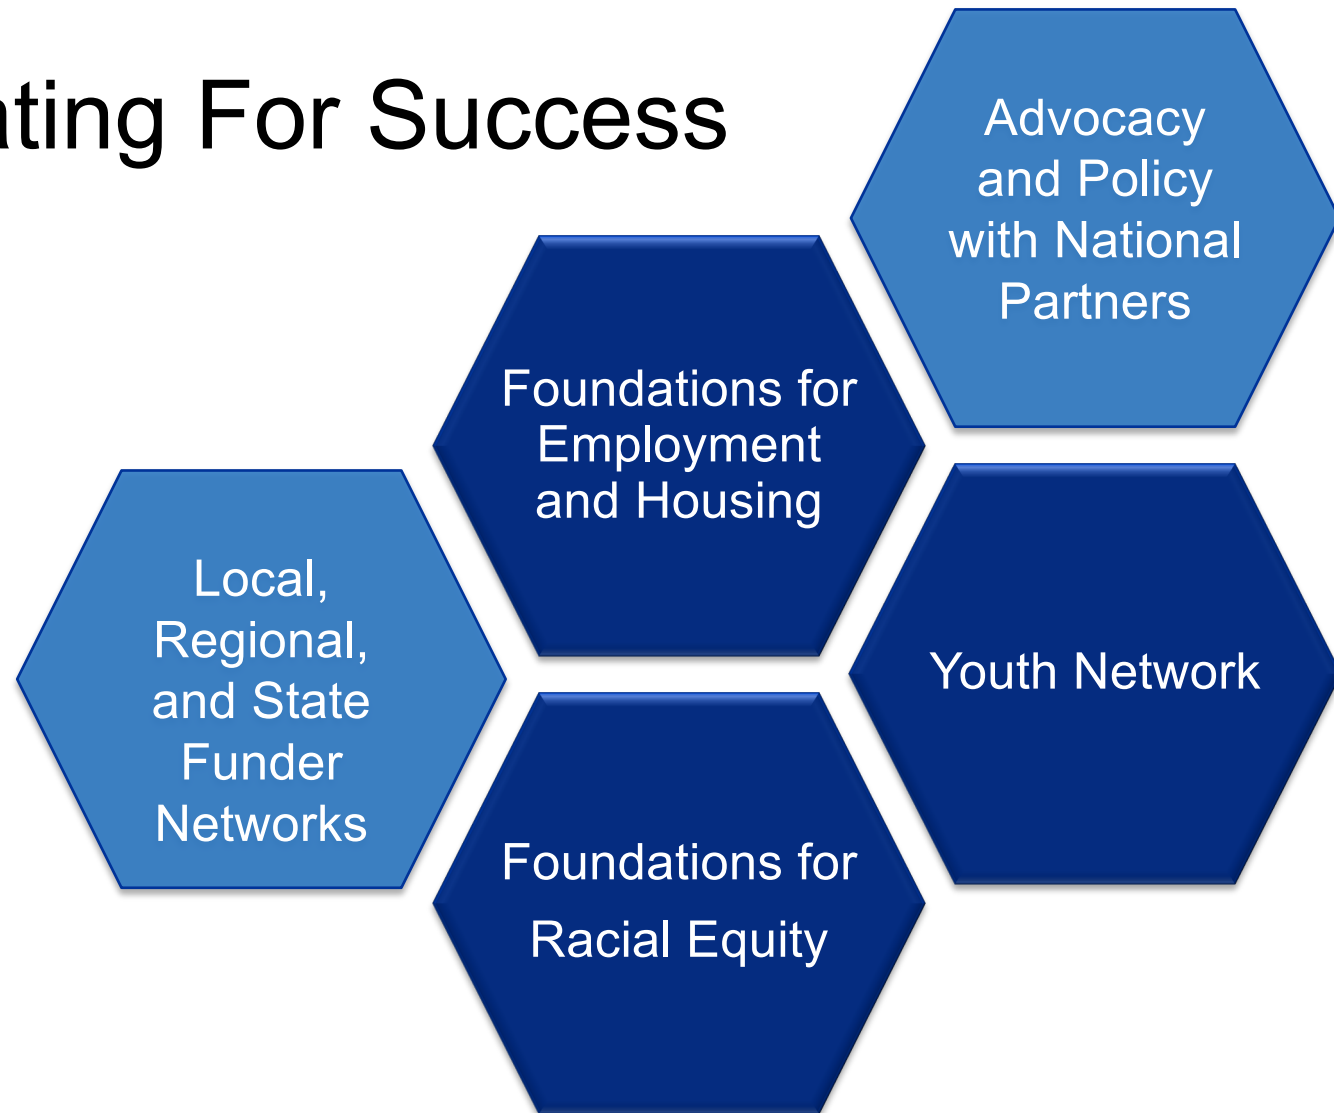 ating For Success
Advocacy
and Policy
with National
Partners
Foundations for
Employment
and Housing
Local,
Regional,
and State
Funder
Networks
Youth Network
Foundations for
Racial Equity